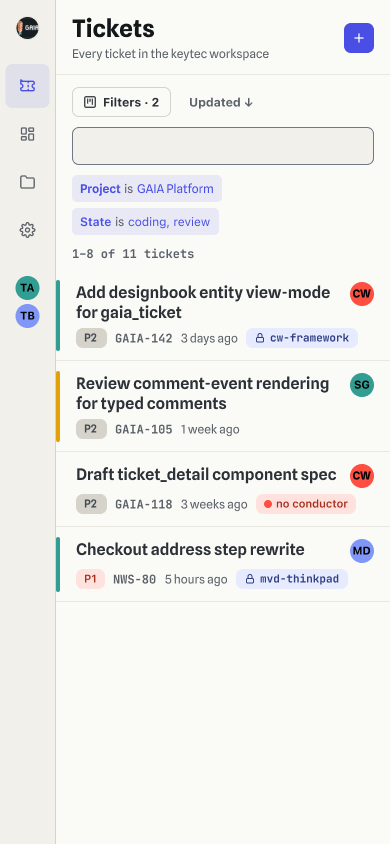 GAIA
Tickets
Every ticket in the keytec workspace
+
Filters · 2
Updated ↓
Project is GAIA Platform
State is coding, review
1–8 of 11 tickets
TA
TB
Add designbook entity view-mode
for gaia_ticket
CW
P2 GAIA-142 3 days ago cw-framework
Review comment-event rendering
for typed comments
SG
P2 GAIA-105 1 week ago
Draft ticket_detail component spec
CW
P2 GAIA-118 3 weeks ago no conductor
Checkout address step rewrite
MD
P1 NWS-80 5 hours ago mvd-thinkpad